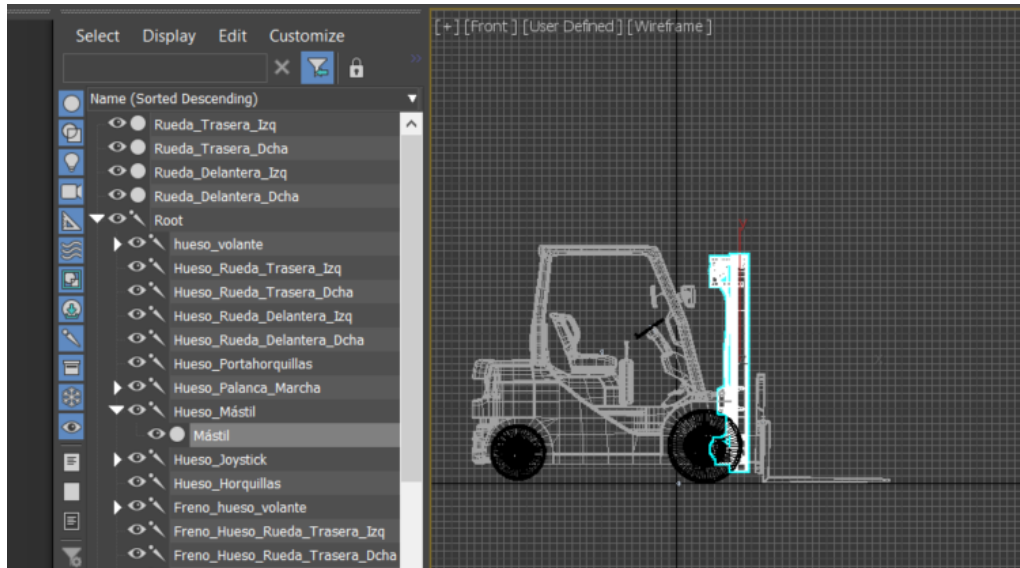 Select Display Edit Customize
[+] [Front ] [User Defined ] [Wireframe ]
Name (Sorted Descending)
Rueda_Trasera_Izq
Rueda_Trasera_Dcha
Rueda_Delantera_Izq
Rueda_Delantera_Dcha
Root
hueso_volante
Hueso_Rueda_Trasera_Izq
Hueso_Rueda_Trasera_Dcha
Hueso_Rueda_Delantera_Izq
Hueso_Rueda_Delantera_Dcha
Hueso_Portahorquillas
Hueso_Palanca_Marcha
Hueso_Mástil
Mástil
Hueso_Joystick
Hueso_Horquillas
Freno_hueso_volante
Freno_Hueso_Rueda_Trasera_Izq
Freno_Hueso_Rueda_Trasera_Dcha